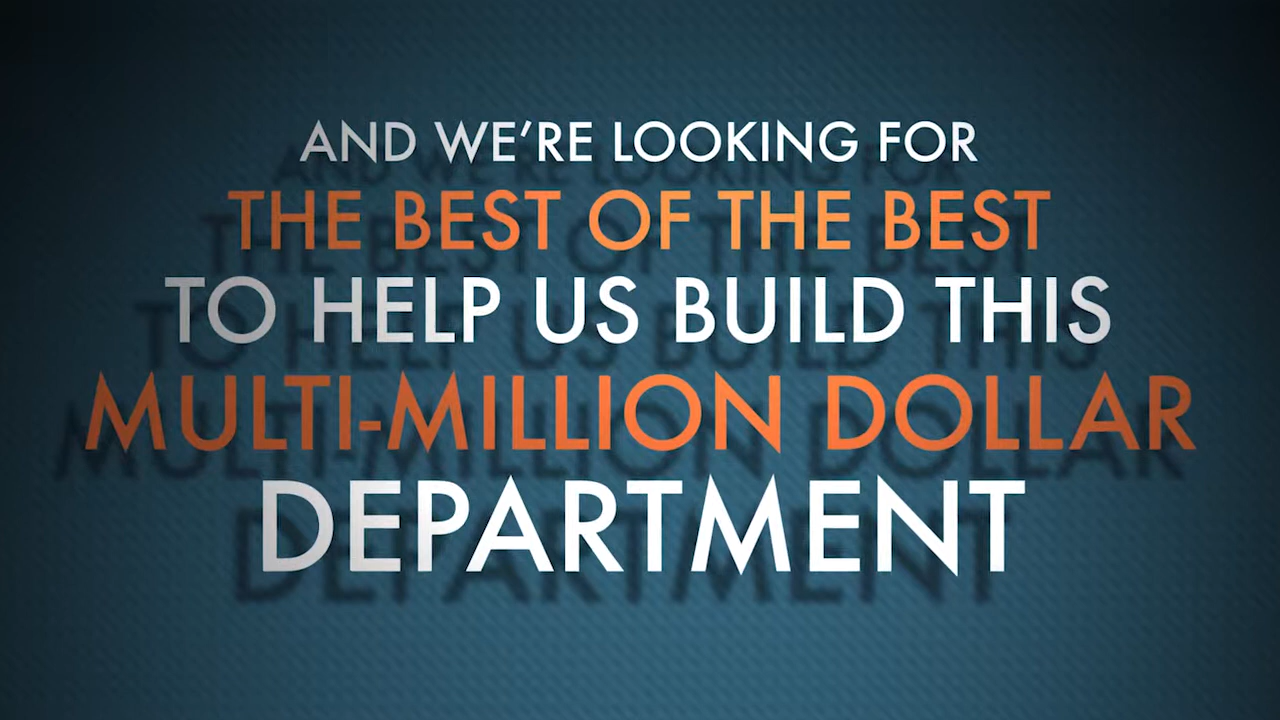 AND WE'RE LOOKING FOR
THE BEST OF THE BEST
TO HELP US BUILD THIS
MULTI-MILLION DOLLAR
DEPARTMENT